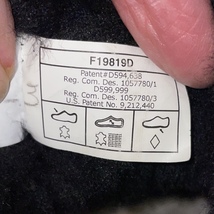 F19819D
Patent#D594,638
Reg. Com. Des. 1057780/1
D599,999
Reg. Com. Des. 1057780/3
U.S. Patent No. 9,212,440